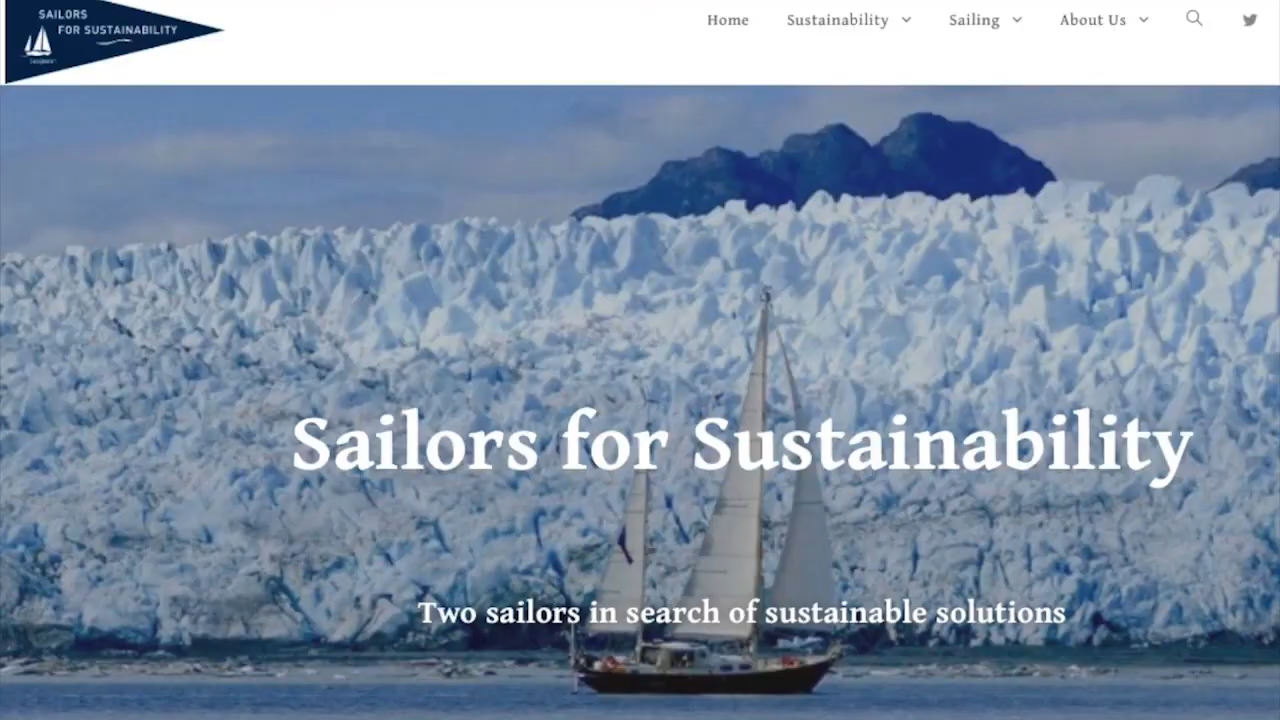 SAILORS
FOR SUSTAINABILITY
Home
Sustainability
Sailing
About Us
Sailors for Sustainability
Two sailors in search of sustainable solutions